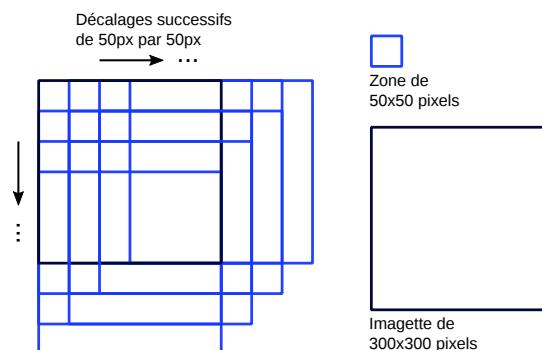 Décalages successifs
de 50px par 50px
...
...
Zone de
50x50 pixels
Imagette de
300x300 pixels